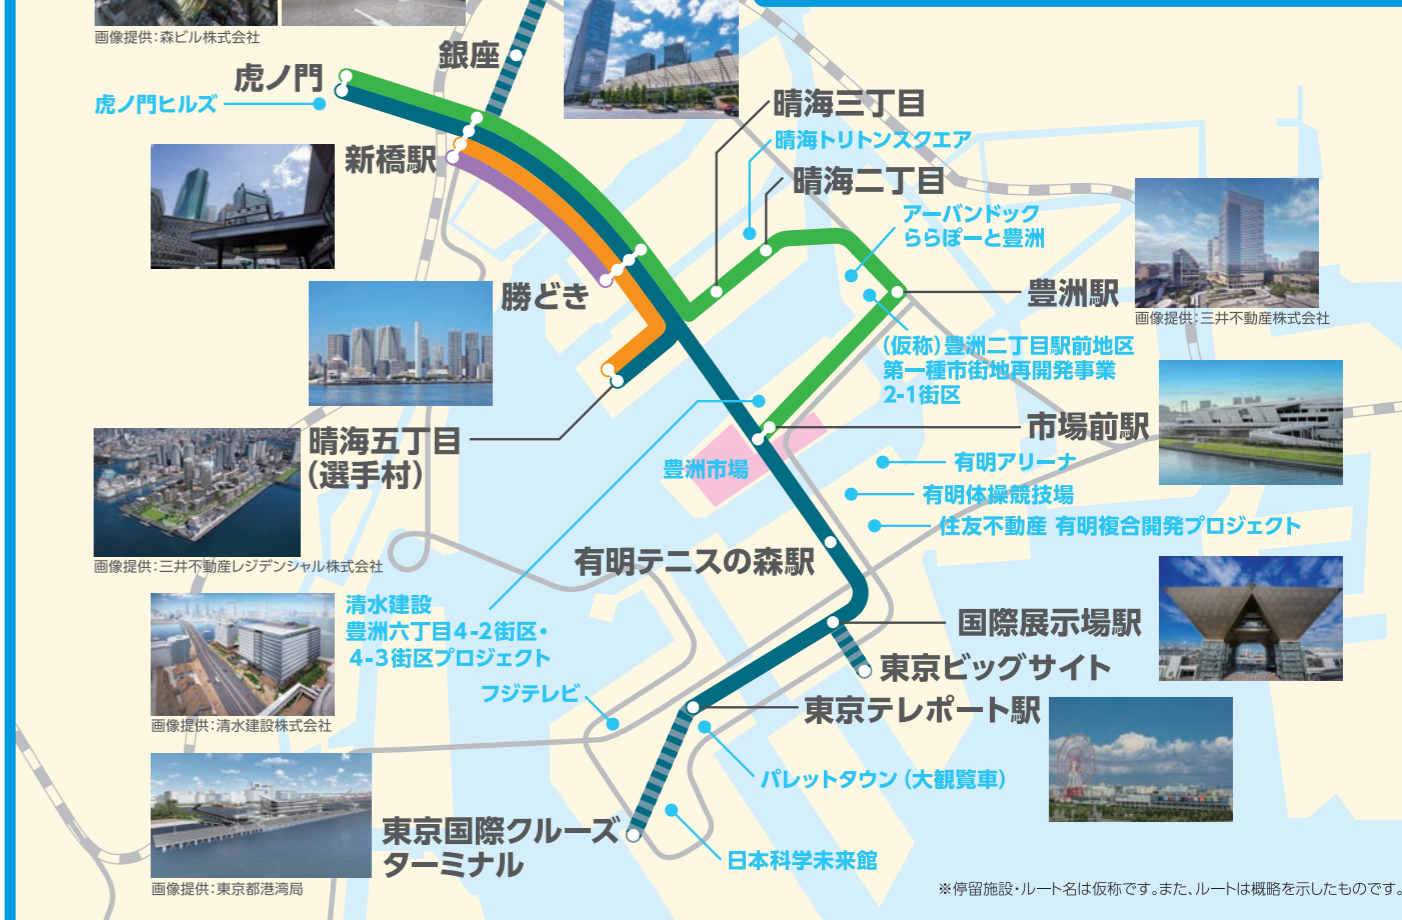 画像提供:森ビル株式会社
銀座
虎ノ門
虎ノ門ヒルズ
新橋駅
晴海三丁目
晴海トリトンスクエア
晴海二丁目
アーバンドック
ららぽーと豊洲
勝どき
豊洲駅
画像提供:三井不動産株式会社
(仮称)豊洲二丁目駅前地区
第一種市街地再開発事業
2-1街区
晴海五丁目
(選手村)
市場前駅
豊洲市場
有明アリーナ
有明体操競技場
住友不動産 有明複合開発プロジェクト
有明テニスの森駅
画像提供:三井不動産レジデンシャル株式会社
清水建設
豊洲六丁目4-2街区・
4-3街区プロジェクト
国際展示場駅
東京ビッグサイト
フジテレビ
東京テレポート駅
画像提供:清水建設株式会社
パレットタウン(大観覧車)
東京国際クルーズ
ターミナル
日本科学未来館
画像提供:東京都港湾局
※停留施設・ルート名は仮称です。また、ルートは概略を示したものです。